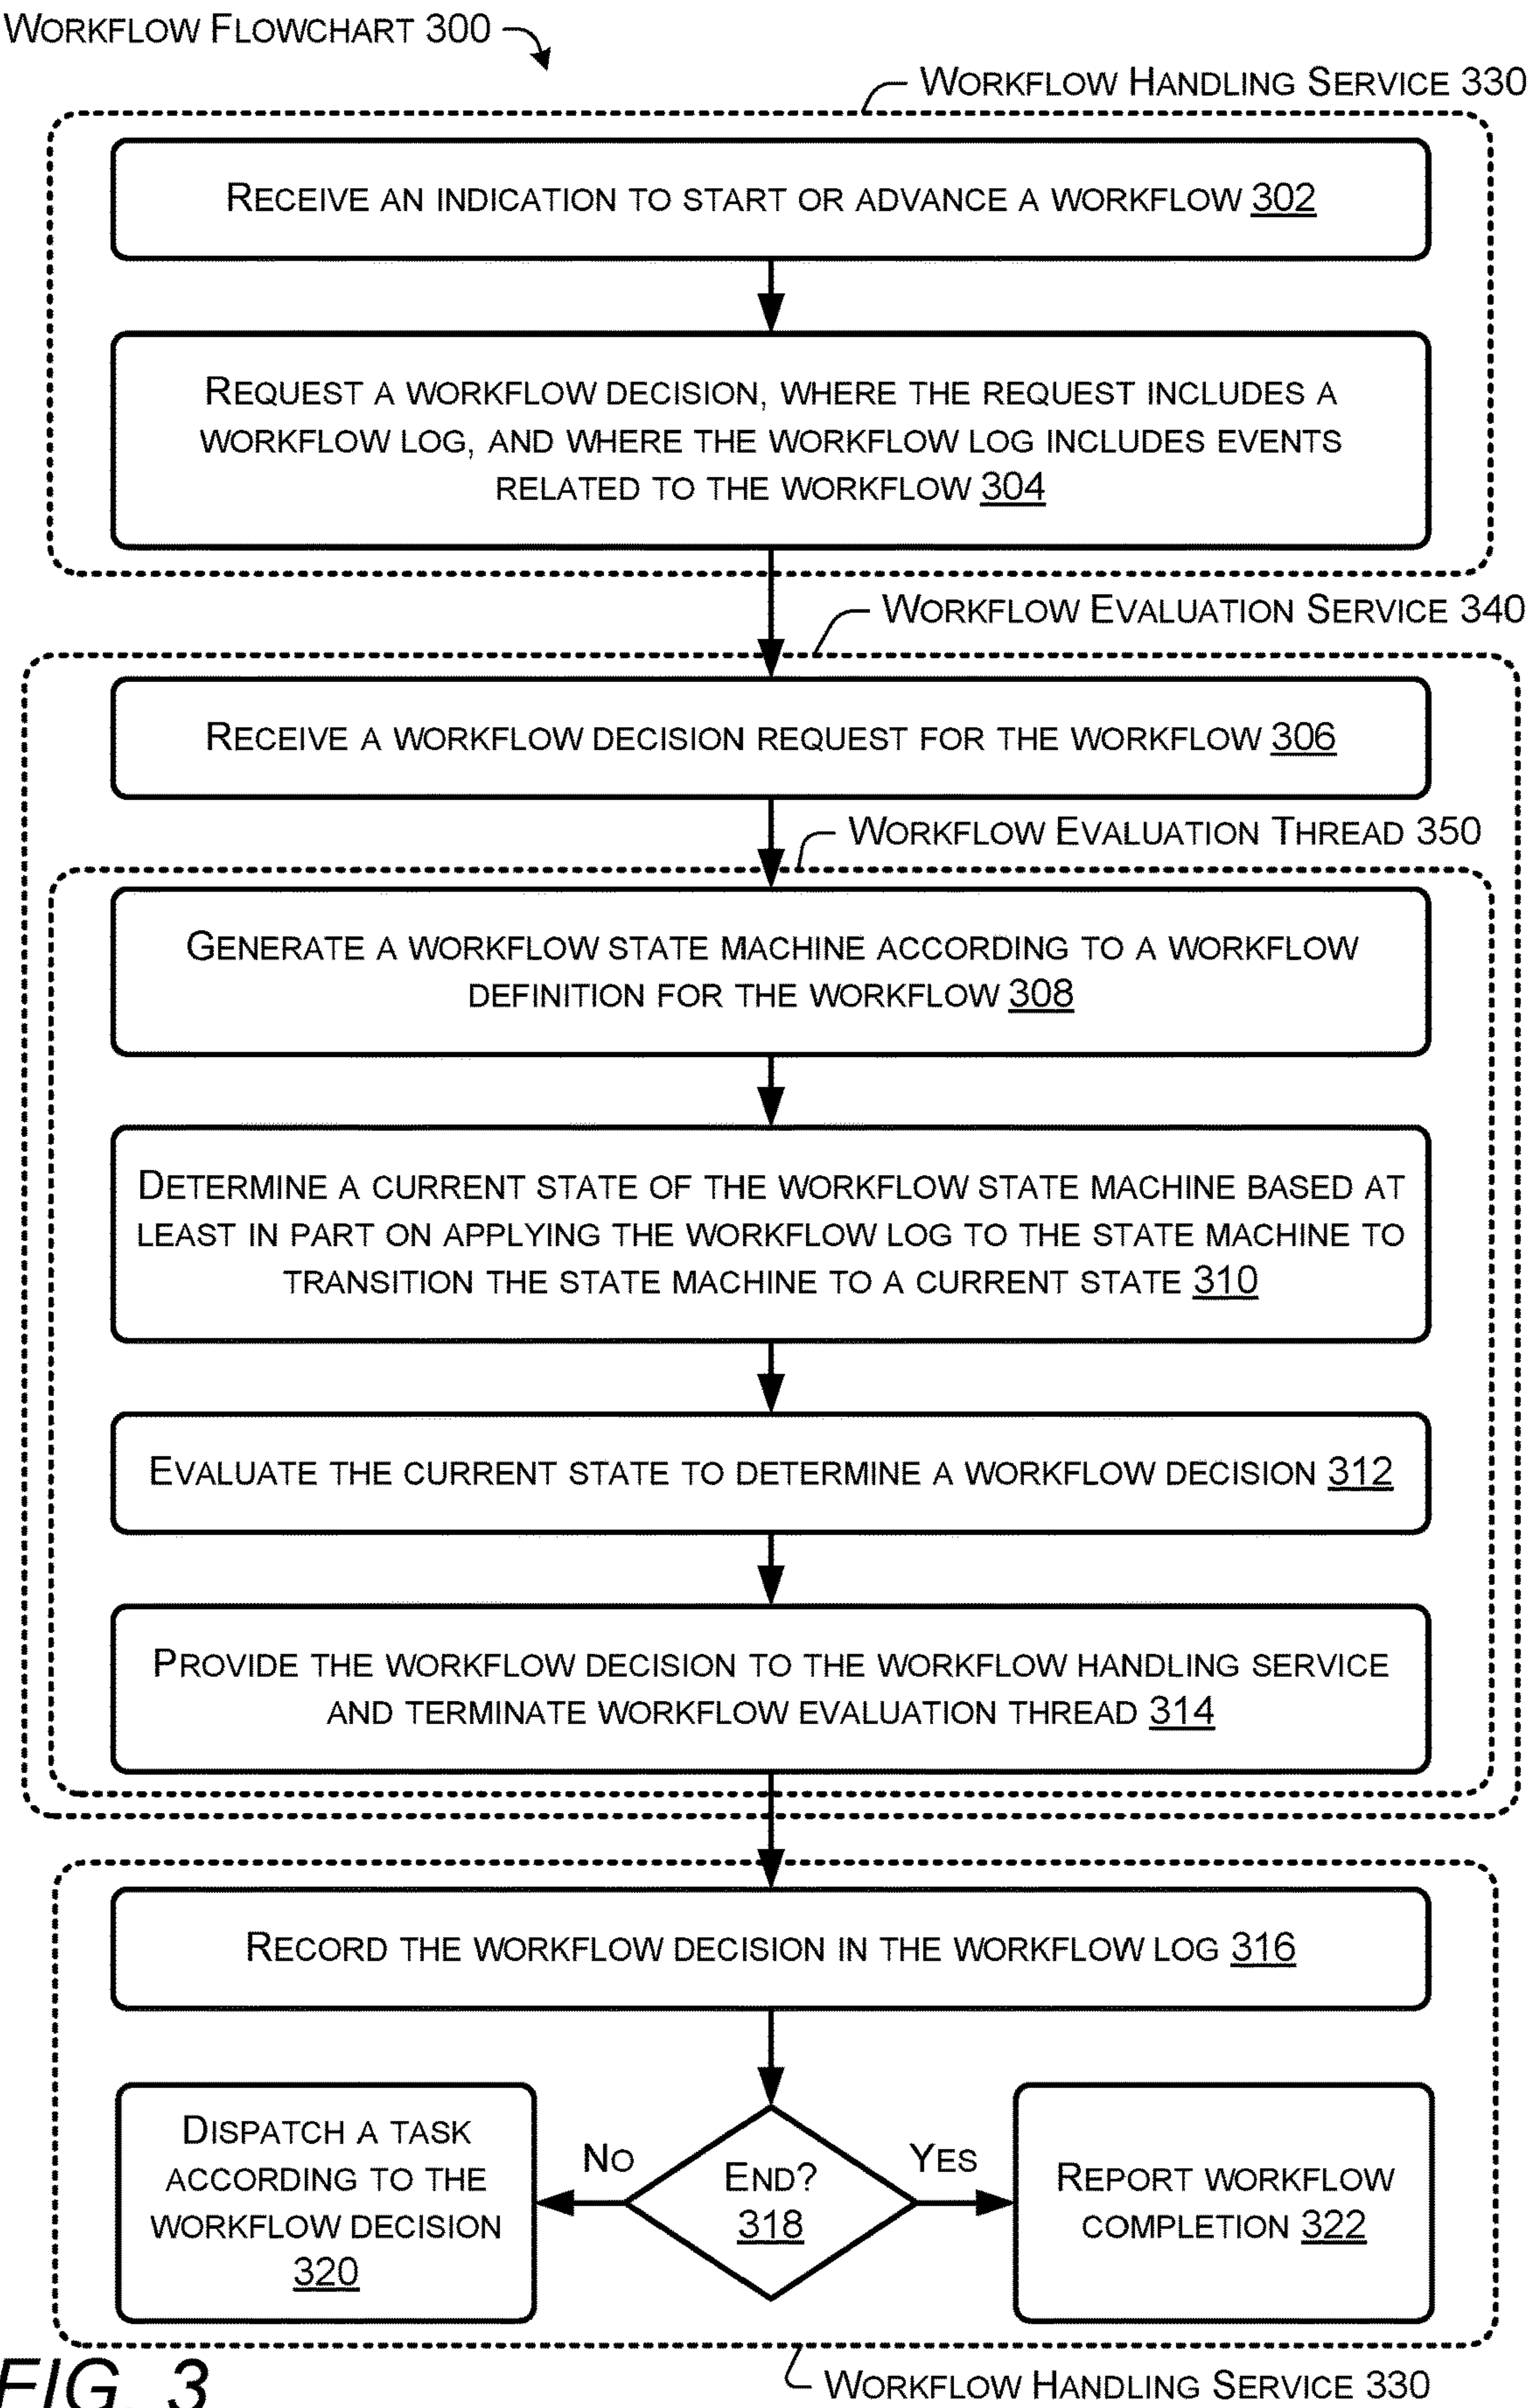 WORKFLOW FLOWCHART 300
WORKFLOW HANDLING SERVICE 330
RECEIVE AN INDICATION TO START OR ADVANCE A WORKFLOW 302
REQUEST A WORKFLOW DECISION, WHERE THE REQUEST INCLUDES A
WORKFLOW LOG, AND WHERE THE WORKFLOW LOG INCLUDES EVENTS
RELATED TO THE WORKFLOW 304
WORKFLOW EVALUATION SERVICE 340
RECEIVE A WORKFLOW DECISION REQUEST FOR THE WORKFLOW 306
WORKFLOW EVALUATION THREAD 350
GENERATE A WORKFLOW STATE MACHINE ACCORDING TO A WORKFLOW
DEFINITION FOR THE WORKFLOW 308
DETERMINE A CURRENT STATE OF THE WORKFLOW STATE MACHINE BASED AT
LEAST IN PART ON APPLYING THE WORKFLOW LOG TO THE STATE MACHINE TO
TRANSITION THE STATE MACHINE TO A CURRENT STATE 310
EVALUATE THE CURRENT STATE TO DETERMINE A WORKFLOW DECISION 312
PROVIDE THE WORKFLOW DECISION TO THE WORKFLOW HANDLING SERVICE
AND TERMINATE WORKFLOW EVALUATION THREAD 314
RECORD THE WORKFLOW DECISION IN THE WORKFLOW LOG 316
DISPATCH A TASK
ACCORDING TO THE
WORKFLOW DECISION
320
NO
END?
318
YES
REPORT WORKFLOW
COMPLETION 322
WORKFLOW HANDLING SERVICE 330
FIG. 3